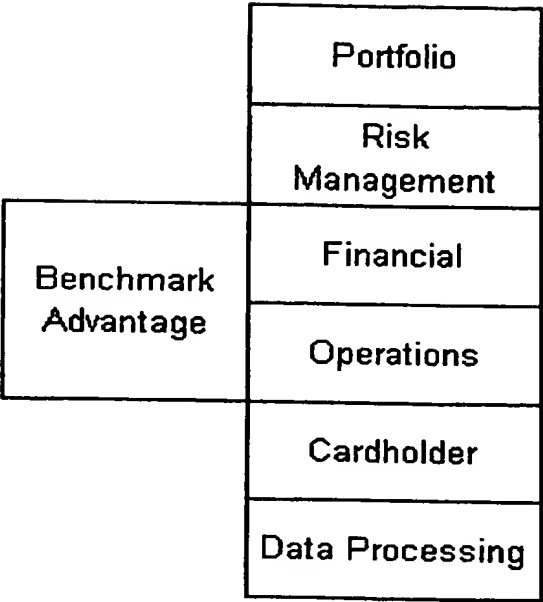 Portfolio
Risk
Management
Benchmark
Advantage
Financial
Operations
Cardholder
Data Processing